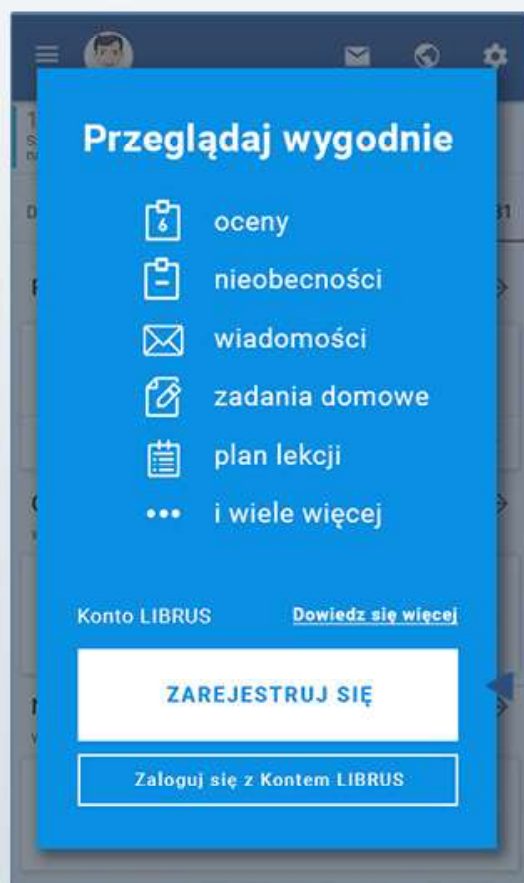 Przeglądaj wygodnie
6
oceny
nieobecności
wiadomości
zadania domowe
plan lekcji
i wiele więcej
Konto LIBRUS
Dowiedz się więcej
ZAREJESTRUJ SIĘ
Zaloguj się z Kontem LIBRUS